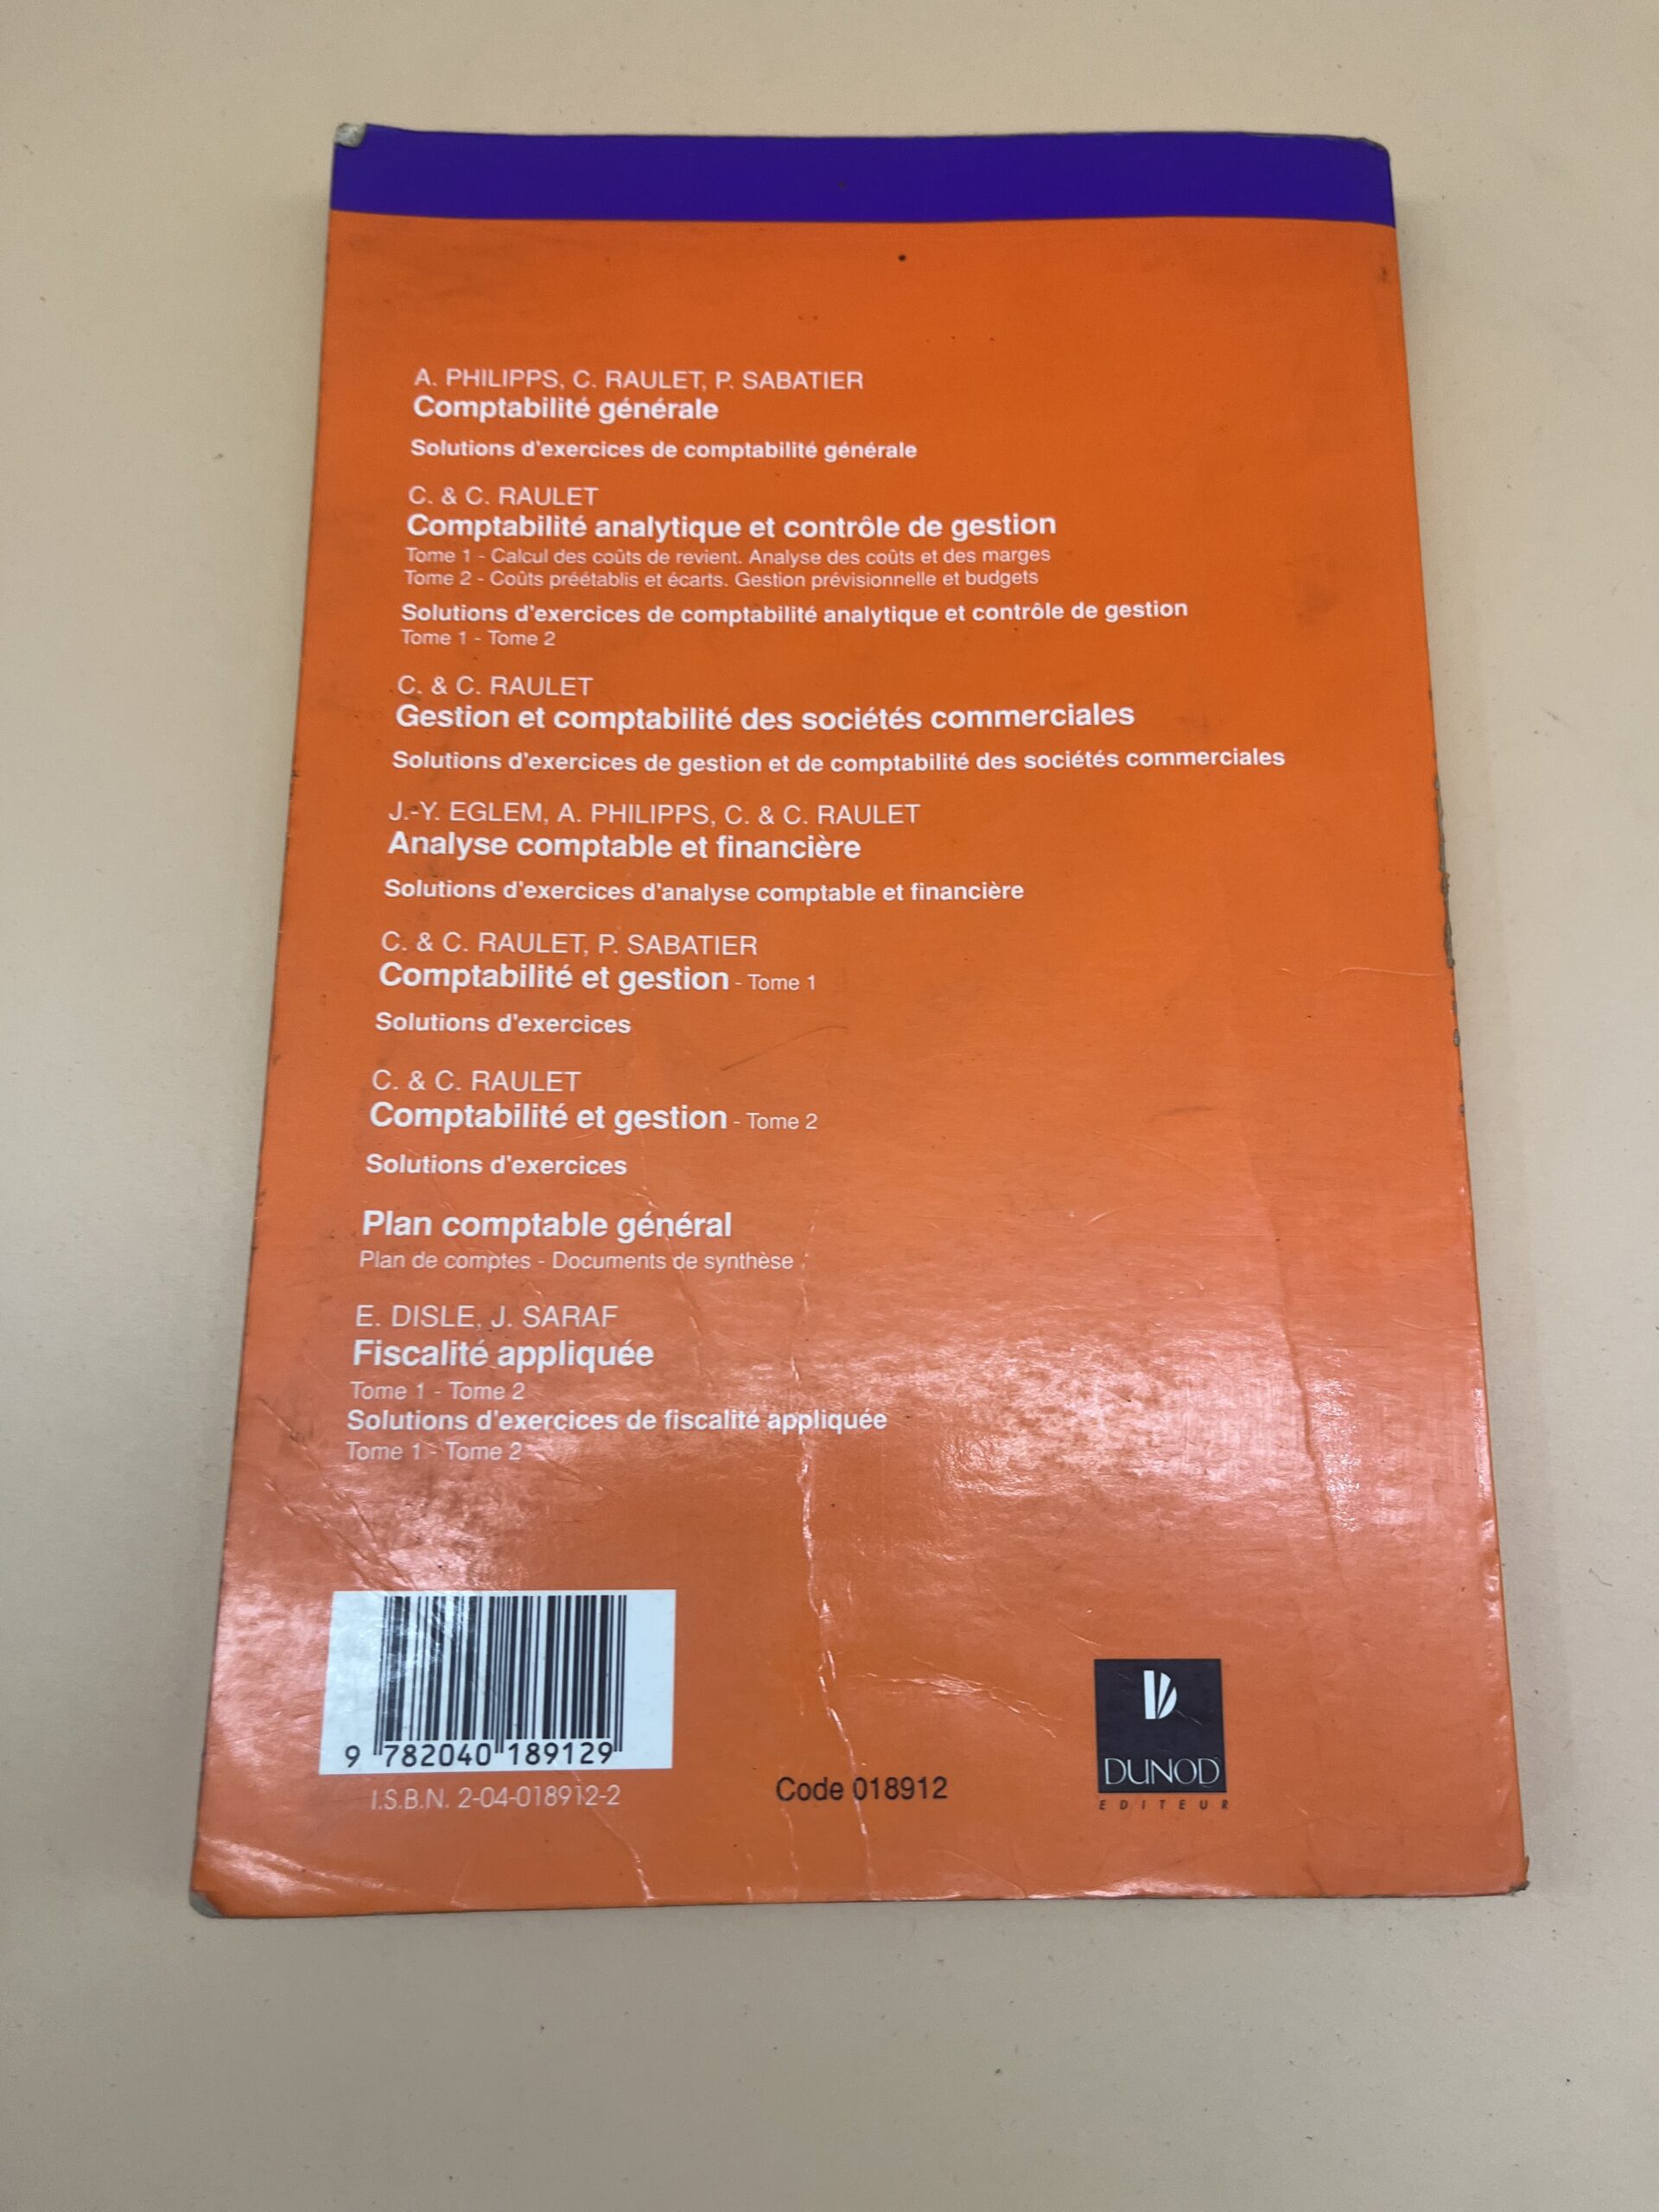 A. PHILIPPS, C. RAULET, P. SABATIER
Comptabilité générale
Solutions d'exercices de comptabilité générale
C. & C. RAULET
Comptabilité analytique et contrôle de gestion
Tome 1 - Calcul des coûts de revient. Analyse des coûts et des marges
Tome 2 - Coûts préétablis et écarts. Gestion prévisionnelle et budgets
Solutions d'exercices de comptabilité analytique et contrôle de gestion
Tome 1 - Tome 2
C. & C. RAULET
Gestion et comptabilité des sociétés commerciales
Solutions d'exercices de gestion et de comptabilité des sociétés commerciales
J.-Y. EGLEM, A. PHILIPPS, C. & C. RAULET
Analyse comptable et financière
Solutions d'exercices d'analyse comptable et financière
C. & C. RAULET, P. SABATIER
Comptabilité et gestion - Tome 1
Solutions d'exercices
C. & C. RAULET
Comptabilité et gestion - Tome 2
Solutions d'exercices
Plan comptable général
Plan de comptes - Documents de synthèse
E. DISLE, J. SARAF
Fiscalité appliquée
Tome 1 - Tome 2
Solutions d'exercices de fiscalité appliquée
Tome 1 - Tome 2
9 782040 189129
I.S.B.N. 2-04-018912-2
Code 018912
DUNOD
EDITEUR